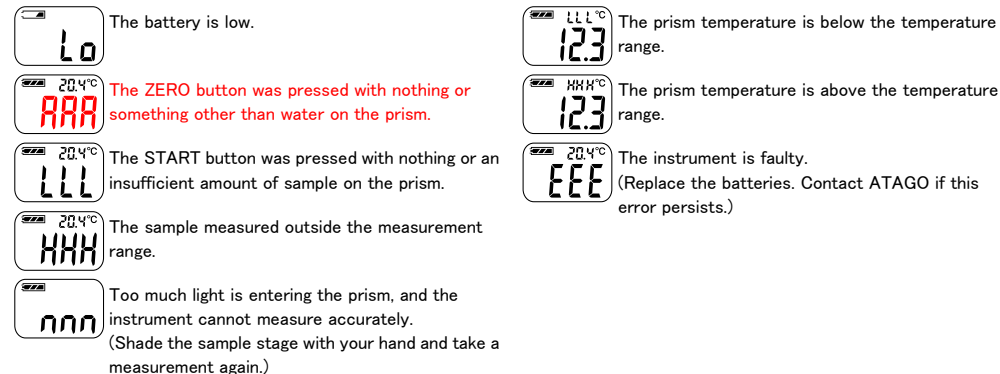 Lo
The battery is low.
20.4°C
AAA
The ZERO button was pressed with nothing or
something other than water on the prism.
20.4°C
LLL
The START button was pressed with nothing or an
insufficient amount of sample on the prism.
20.4°C
HHH
The sample measured outside the measurement
range.
nnn
Too much light is entering the prism, and the
instrument cannot measure accurately.
(Shade the sample stage with your hand and take a
measurement again.)
LLL°C
12.3
The prism temperature is below the temperature
range.
HHH°C
12.3
The prism temperature is above the temperature
range.
20.4°C
EEE
The instrument is faulty.
(Replace the batteries. Contact ATAGO if this
error persists.)